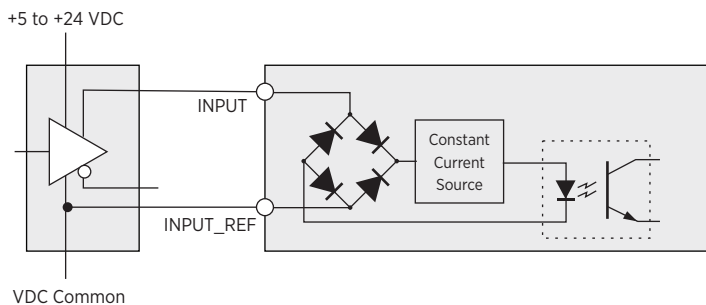 +5 to +24 VDC
INPUT
Constant
Current
Source
INPUT_REF
VDC Common